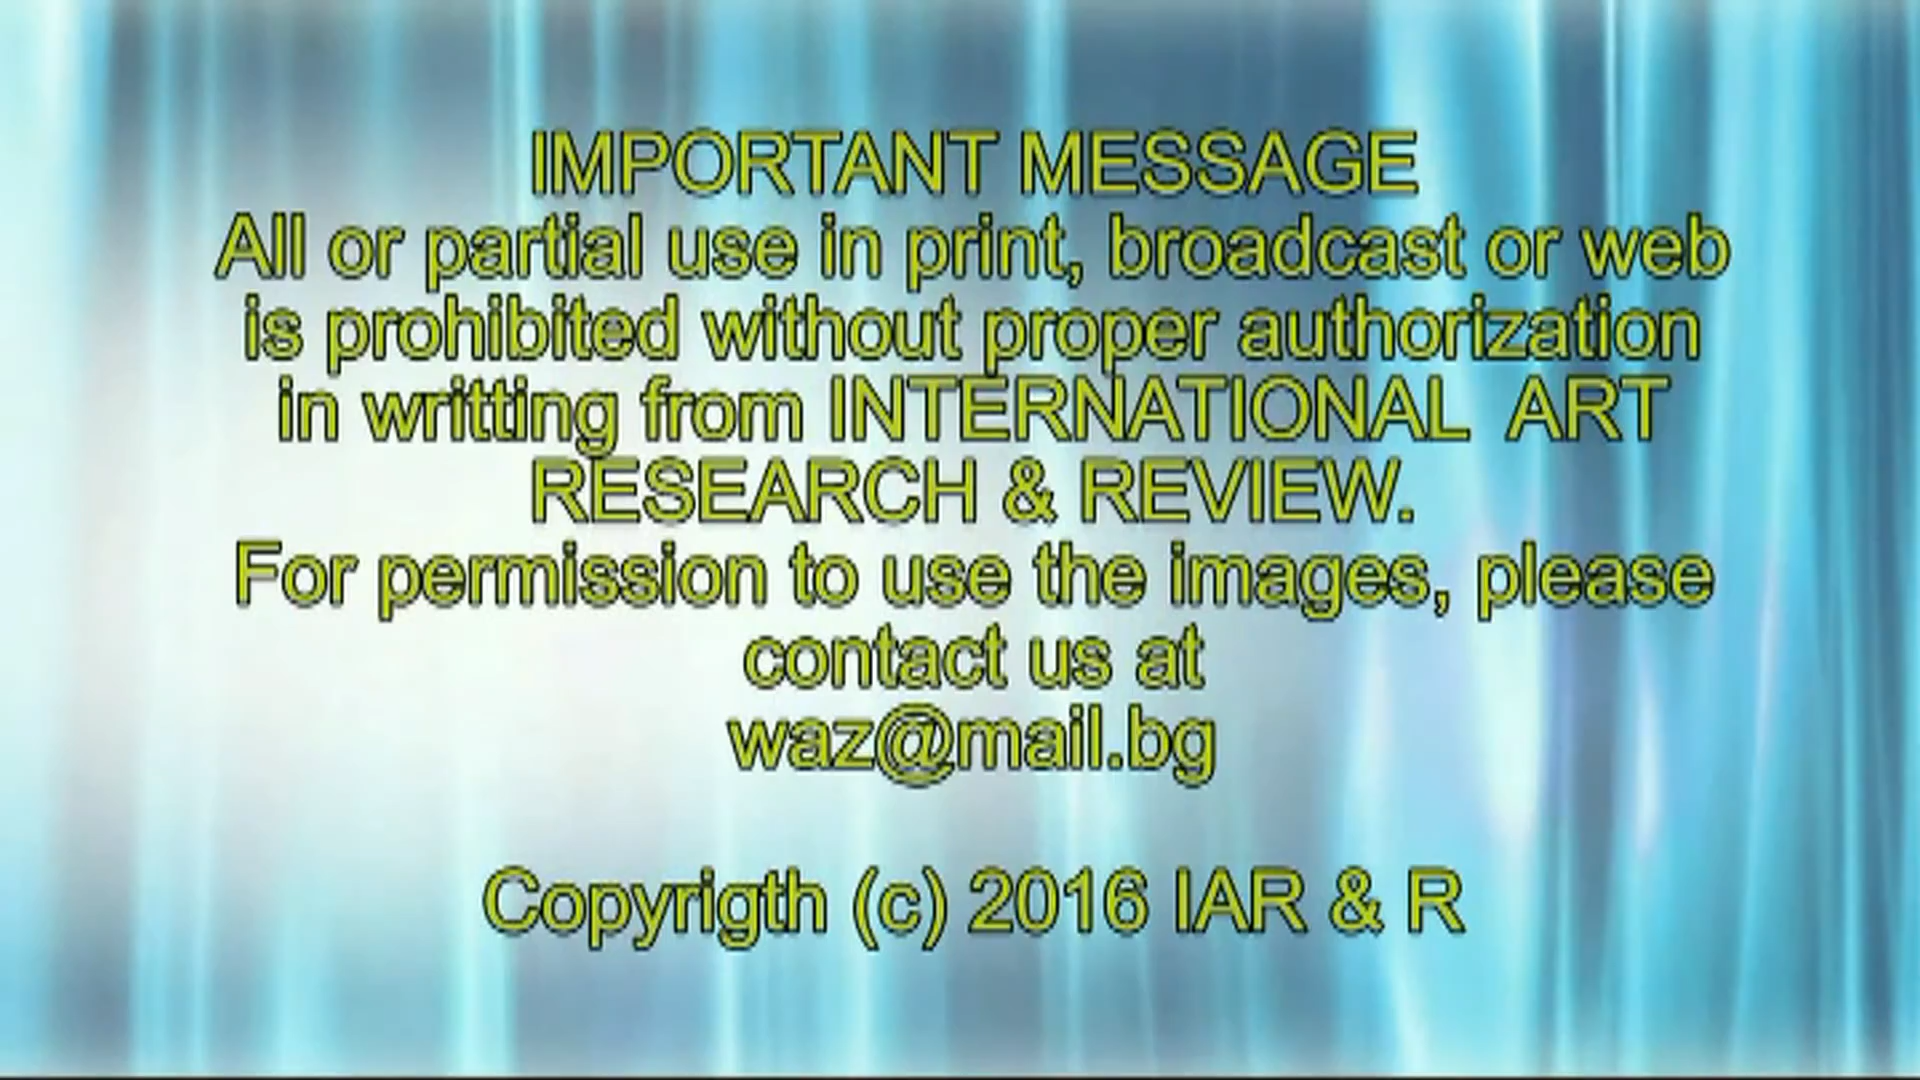 IMPORTANT MESSAGE
All or partial use in print, broadcast or web
is prohibited without proper authorization
in writting from INTERNATIONAL ART
RESEARCH & REVIEW.
For permission to use the images, please
contact us at
waz@mail.bg
Copyrigth (c) 2016 IAR & R